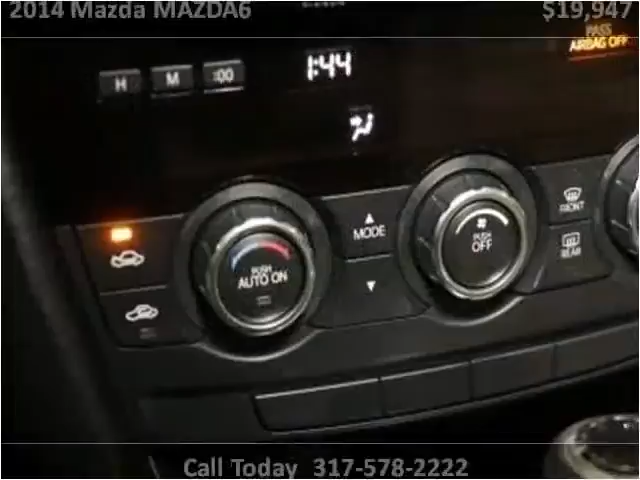 2014 Mazda MAZDA6 $19,947
PASS
AIRBAG OFF
1:44
H M :00
MODE
FRONT
PUSH
OFF
REAR
PUSH
AUTO ON
Call Today 317-578-2222